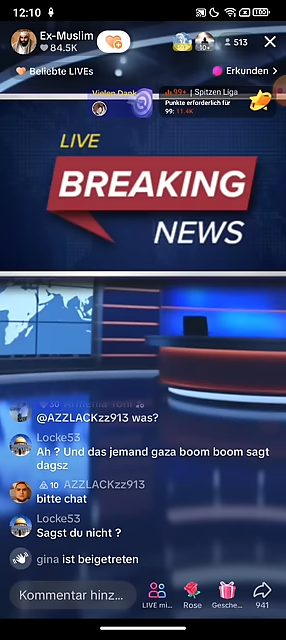 12:10
100
Ex-Muslim
84.5K
10+
513
Beliebte LIVEs
Erkunden >
Vielen Dank
99+ | Spitzen Liga
Punkte erforderlich für
99: 11.4K
LIVE
BREAKING
NEWS
@AZZLACKzz913 was?
Locke53
Ah ? Und das jemand gaza boom boom sagt
dagsz
10 AZZLACKzz913
bitte chat
Locke53
Sagst du nicht ?
gina ist beigetreten
Kommentar hinz...
LIVE mi...
Rose
Gesche...
941